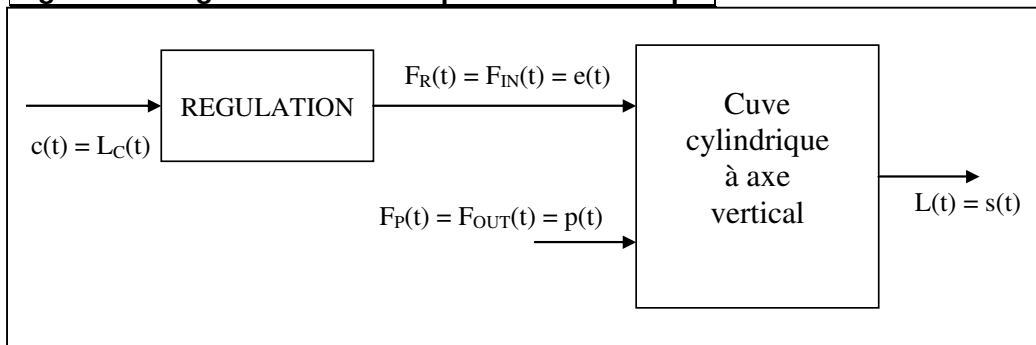 F_R(t) = F_IN(t) = e(t)
REGULATION
c(t) = L_C(t)
Cuve
cylindrique
à axe
vertical
F_P(t) = F_OUT(t) = p(t)
L(t) = s(t)